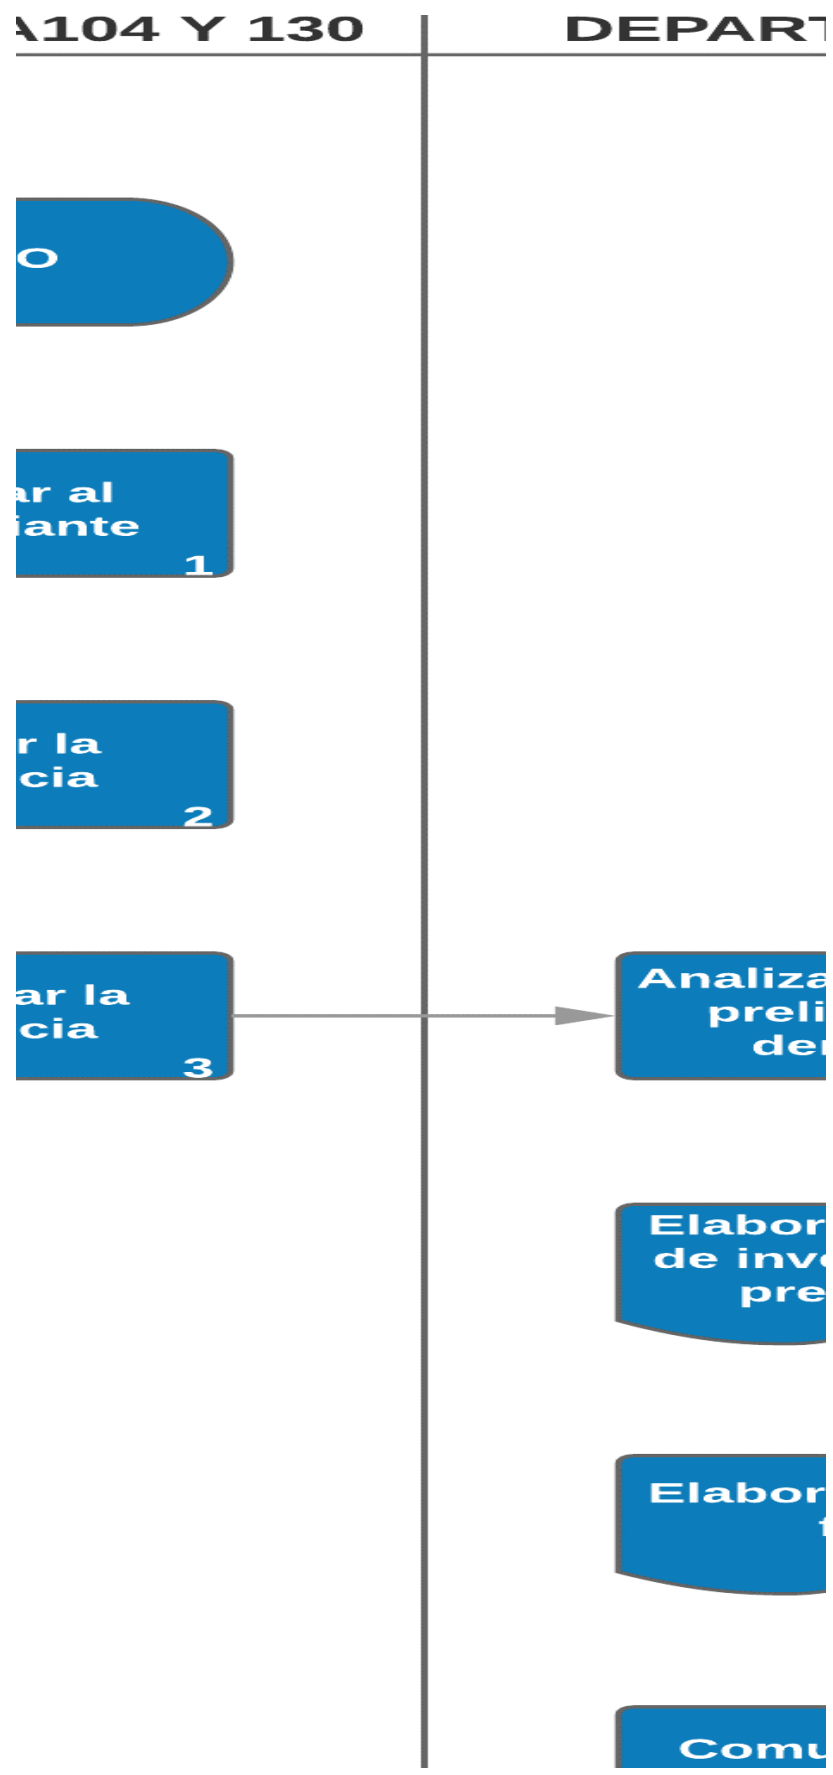 A104 Y 130
DEPART
O
ar al
iante
1
r la
cia
2
ar la
cia
3
Analiza
preli
de
Elabor
de inv
pre
Elabor
Comu